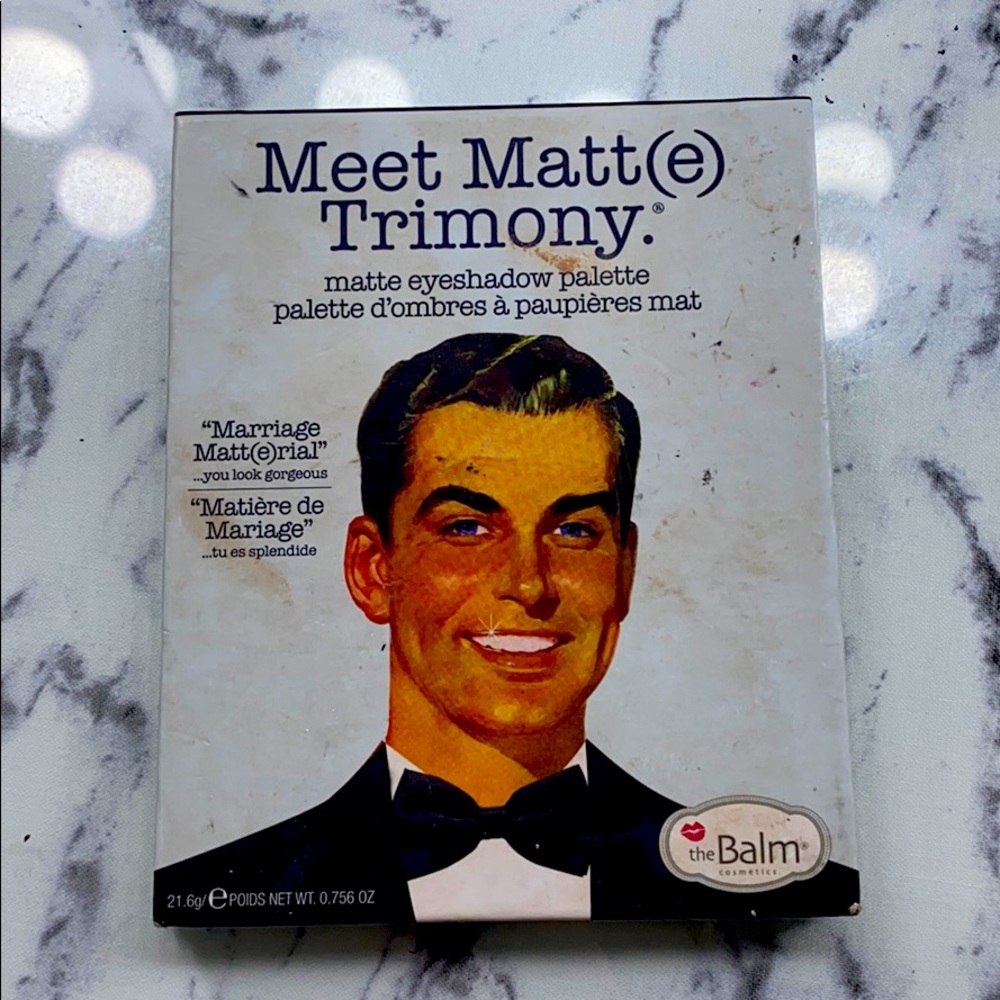 Meet Matt(e)
Trimony.®
matte eyeshadow palette
palette d'ombres à paupières mat
“Marriage
Matt(e)rial”
...you look gorgeous
“Matière de
Mariage”
...tu es splendide
21.6g/℮ POIDS NET WT. 0.756 OZ
theBalm®
cosmetics